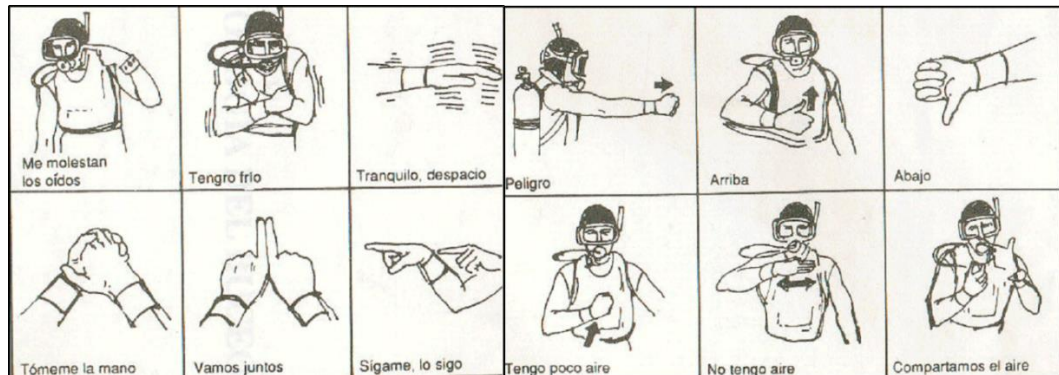 Me molestan
los oídos
Tengro frio
Tranquilo, despacio
Peligro
Arriba
Abajo
Tómeme la mano
Vamos juntos
Sígame, lo sigo
Tengo poco aire
No tengo aire
Compartamos el aire